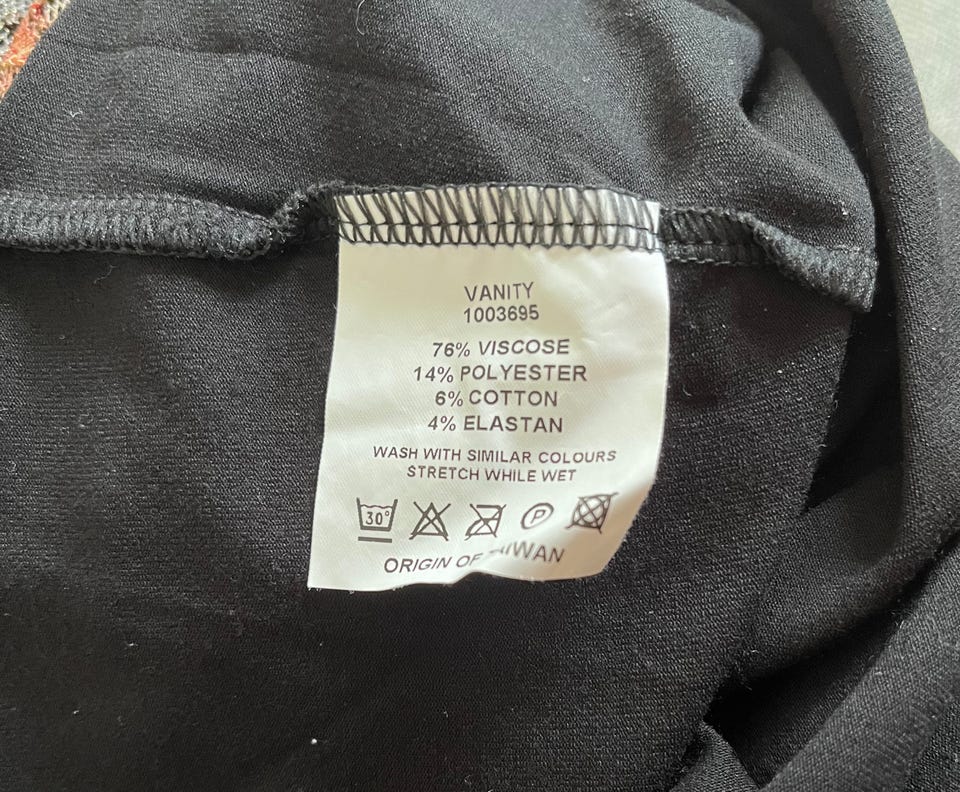 VANITY
1003695
76% VISCOSE
14% POLYESTER
6% COTTON
4% ELASTAN
WASH WITH SIMILAR COLOURS
STRETCH WHILE WET
30° P
ORIGIN OF TAIWAN